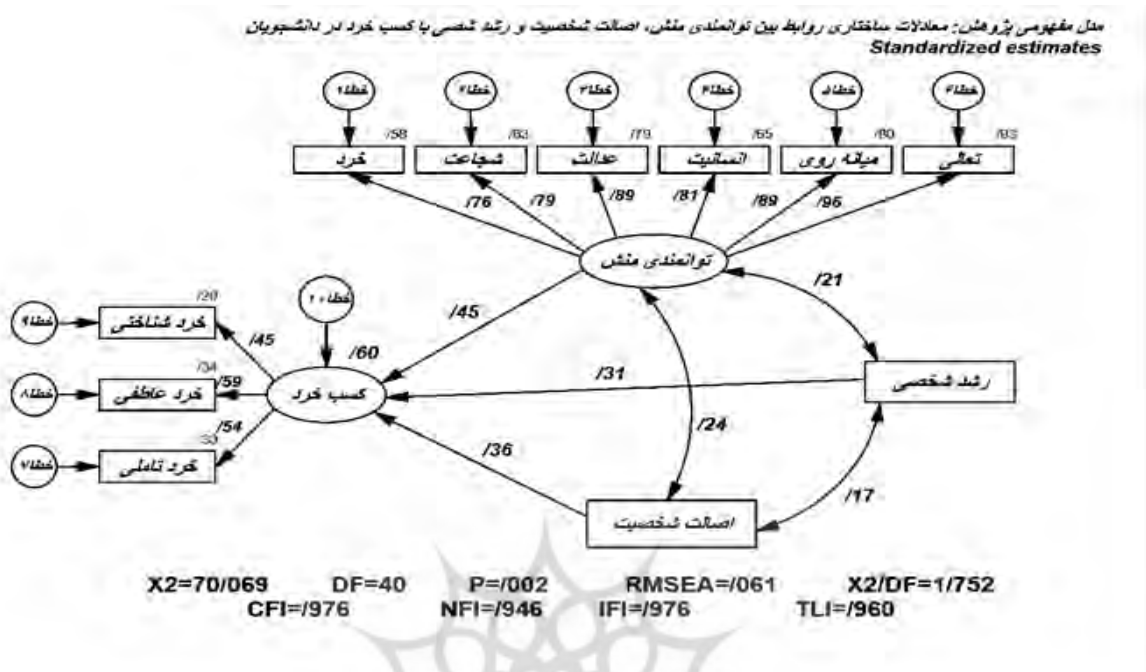 مدل مفهومی پژوهش: معادلات ساختاری روابط بین توانمندی منش، اصالت شخصیت و رشد شخصی با کسب خرد در دانشجویان
Standardized estimates
خطا۱ خطا۲ خطا۳ خطا۴ خطا۵ خطا۶
/58 /63 /79 /65 /80
خرد شجاعت عدالت انسانیت میانه روی تعالی
/76 /79 /89 /81 /89 /96
توانمندی منش
/21
/20
خطا۹ خرد شناختی
خطا۱۰
/45
/45
/60
/34
خطا۸ خرد عاطفی
/59
کسب خرد
/31
رشد شخصی
/54
خطا۷ خرد تاملی
/36
/24
/17
اصالت شخصیت
X2=70/069 DF=40 P=/002 RMSEA=/061 X2/DF=1/752
CFI=/976 NFI=/946 IFI=/976 TLI=/960